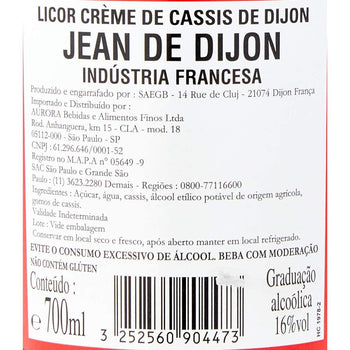 LICOR CRÈME DE CASSIS DE DIJON
JEAN DE DIJON
INDÚSTRIA FRANCESA
Produzido e engarrafado por : SAEGB - 14 Rue de Cluj - 21074 Dijon França
Importado e Distribuído por :
AURORA Bebidas e Alimentos Finos Ltda
Rod. Anhanguera, km 15 - CLA - mod. 18
05112-000 - São Paulo - SP
CNPJ : 61.296.646/0001-52
Registro no M.A.P.A nº 05649 -9
SAC São Paulo e Grande São
Paulo : (11) 3623.2280 Demais - Regiões : 0800-77116600
Ingredientes : Açúcar, água, cassis, álcool etílico potável de origem agrícola,
gomos de cassis.
Validade Indeterminada
Lote : Vide embalagem
Conservar em local seco e fresco, após aberto manter em local refrigerado.
EVITE O CONSUMO EXCESSIVO DE ÁLCOOL. BEBA COM MODERAÇÃO
NÃO CONTÉM GLÚTEN
Conteúdo :
e 700ml
3 252560 904473
Graduação
alcoólica
16%vol
HC 1978-2